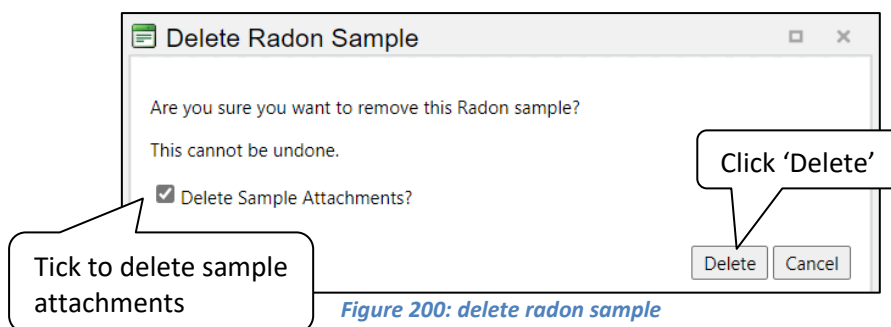 Delete Radon Sample
Are you sure you want to remove this Radon sample?
This cannot be undone.
Click ‘Delete’
Delete Sample Attachments?
Tick to delete sample
attachments
Delete Cancel
Figure 200: delete radon sample